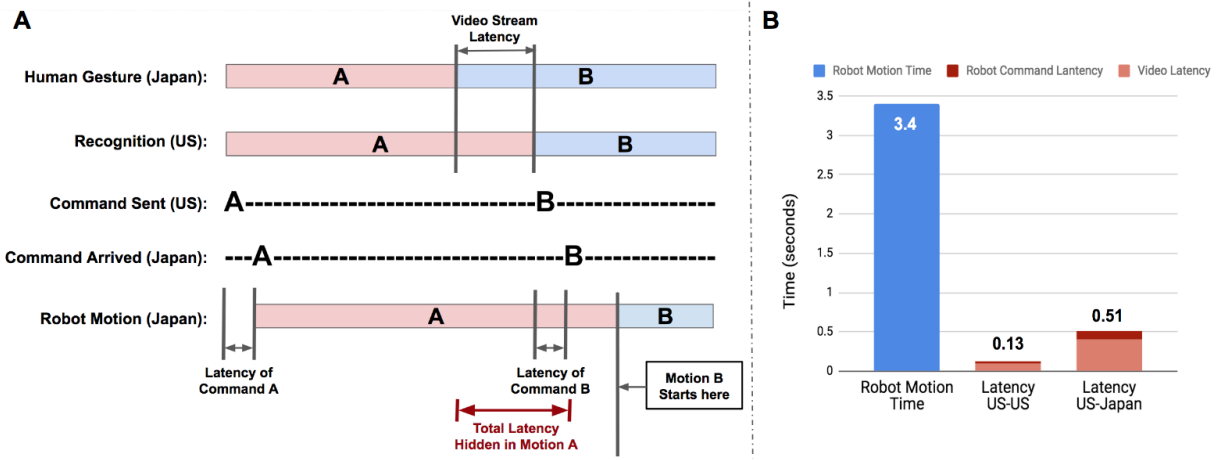 A
Video Stream
Latency
Human Gesture (Japan):
A
B
Recognition (US):
A
B
Command Sent (US):
A
B
Command Arrived (Japan):
A
B
Robot Motion (Japan):
A
B
Latency of
Command A
Latency of
Command B
Motion B
Starts here
Total Latency
Hidden in Motion A
B
Robot Motion Time
Robot Command Lantency
Video Latency
Time (seconds)
3.5
3
2.5
2
1.5
1
0.5
0
3.4
0.13
0.51
Robot Motion
Time
Latency
US-US
Latency
US-Japan